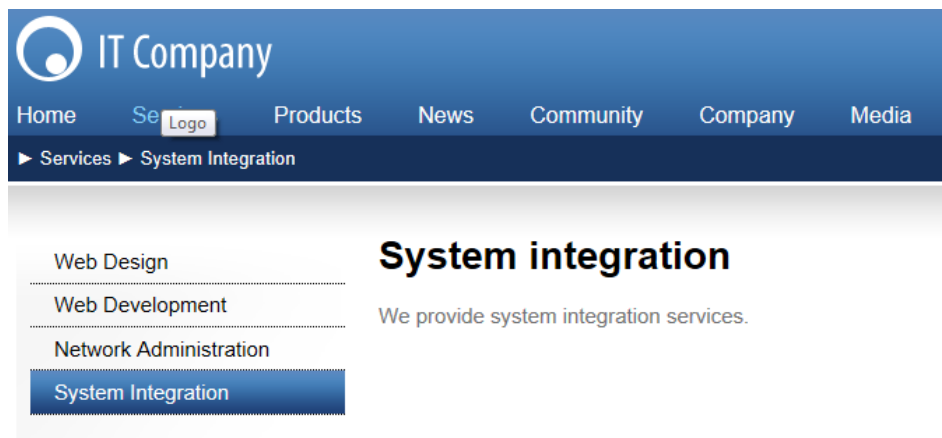 IT Company
Home Products News Community Company Media
Logo
► Services ► System Integration
Web Design
Web Development
Network Administration
System Integration
System integration
We provide system integration services.